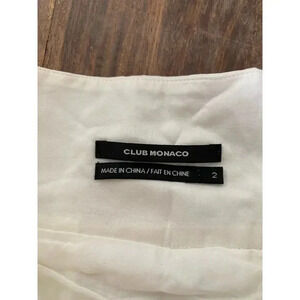 CLUB MONACO
MADE IN CHINA / FAIT EN CHINE 2